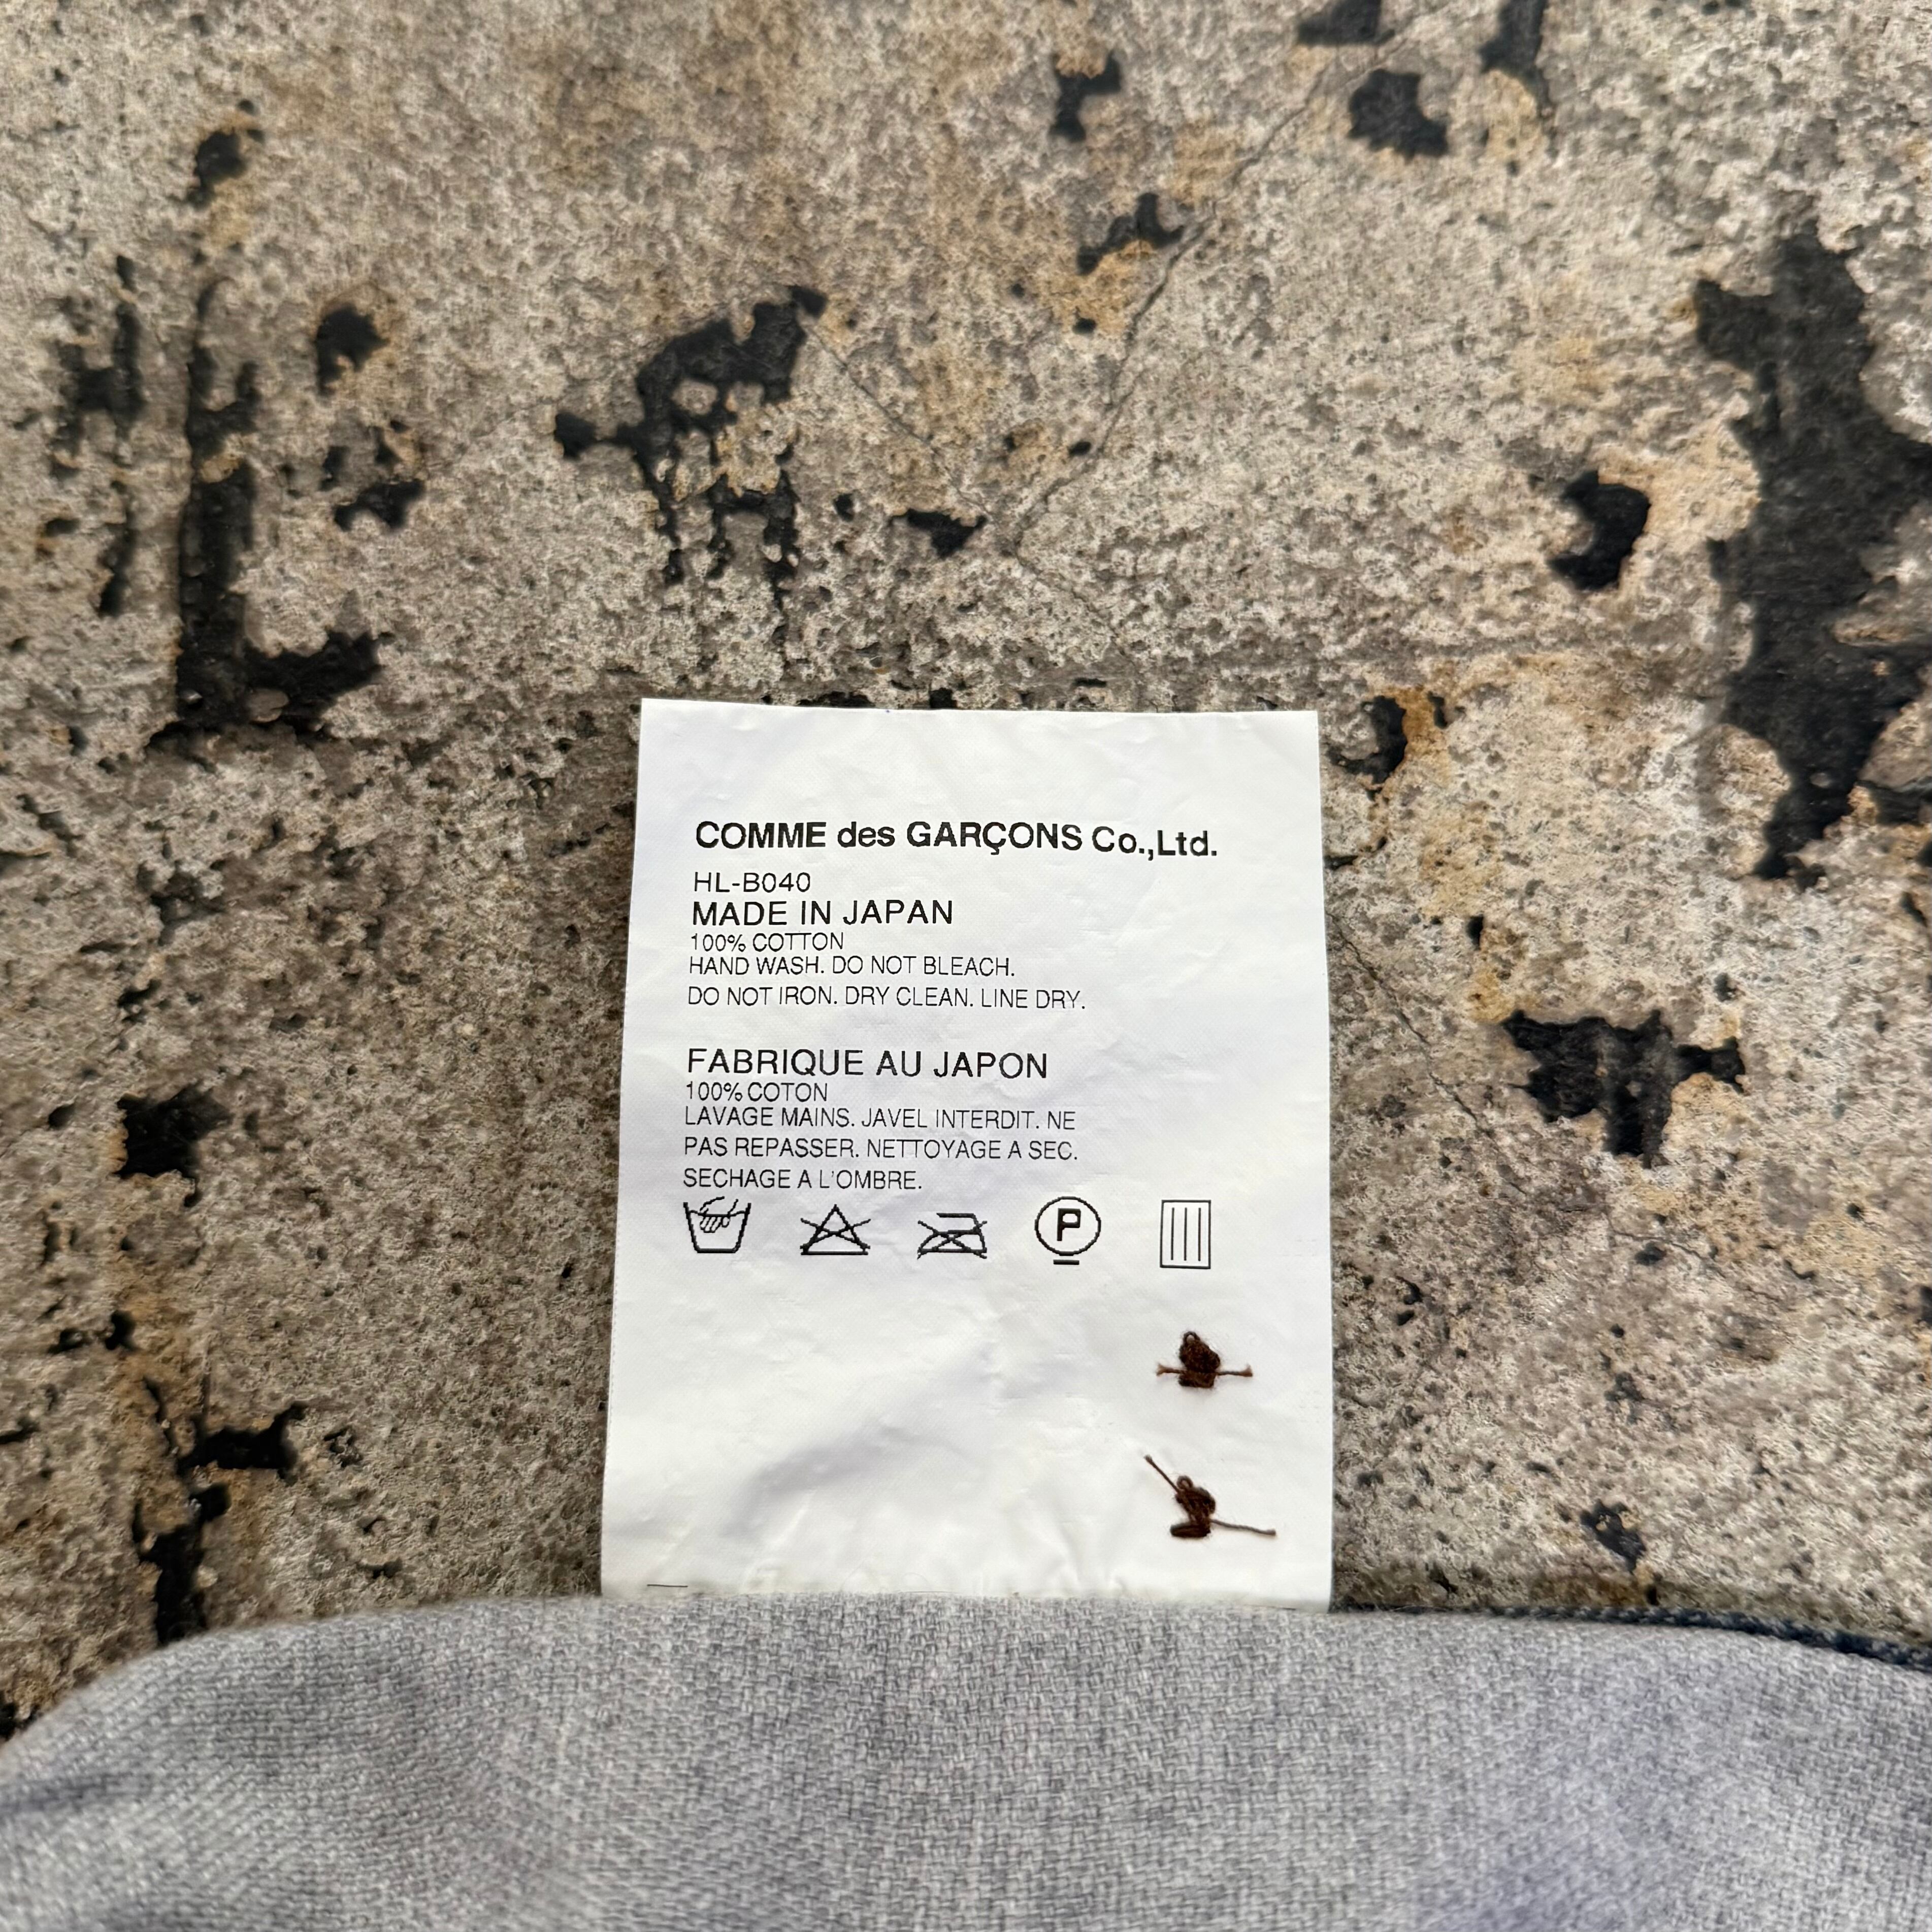 COMME des GARÇONS Co.,Ltd.
HL-B040
MADE IN JAPAN
100% COTTON
HAND WASH. DO NOT BLEACH.
DO NOT IRON. DRY CLEAN. LINE DRY.
FABRIQUE AU JAPON
100% COTON
LAVAGE MAINS. JAVEL INTERDIT. NE
PAS REPASSER. NETTOYAGE A SEC.
SECHAGE A L'OMBRE.
P